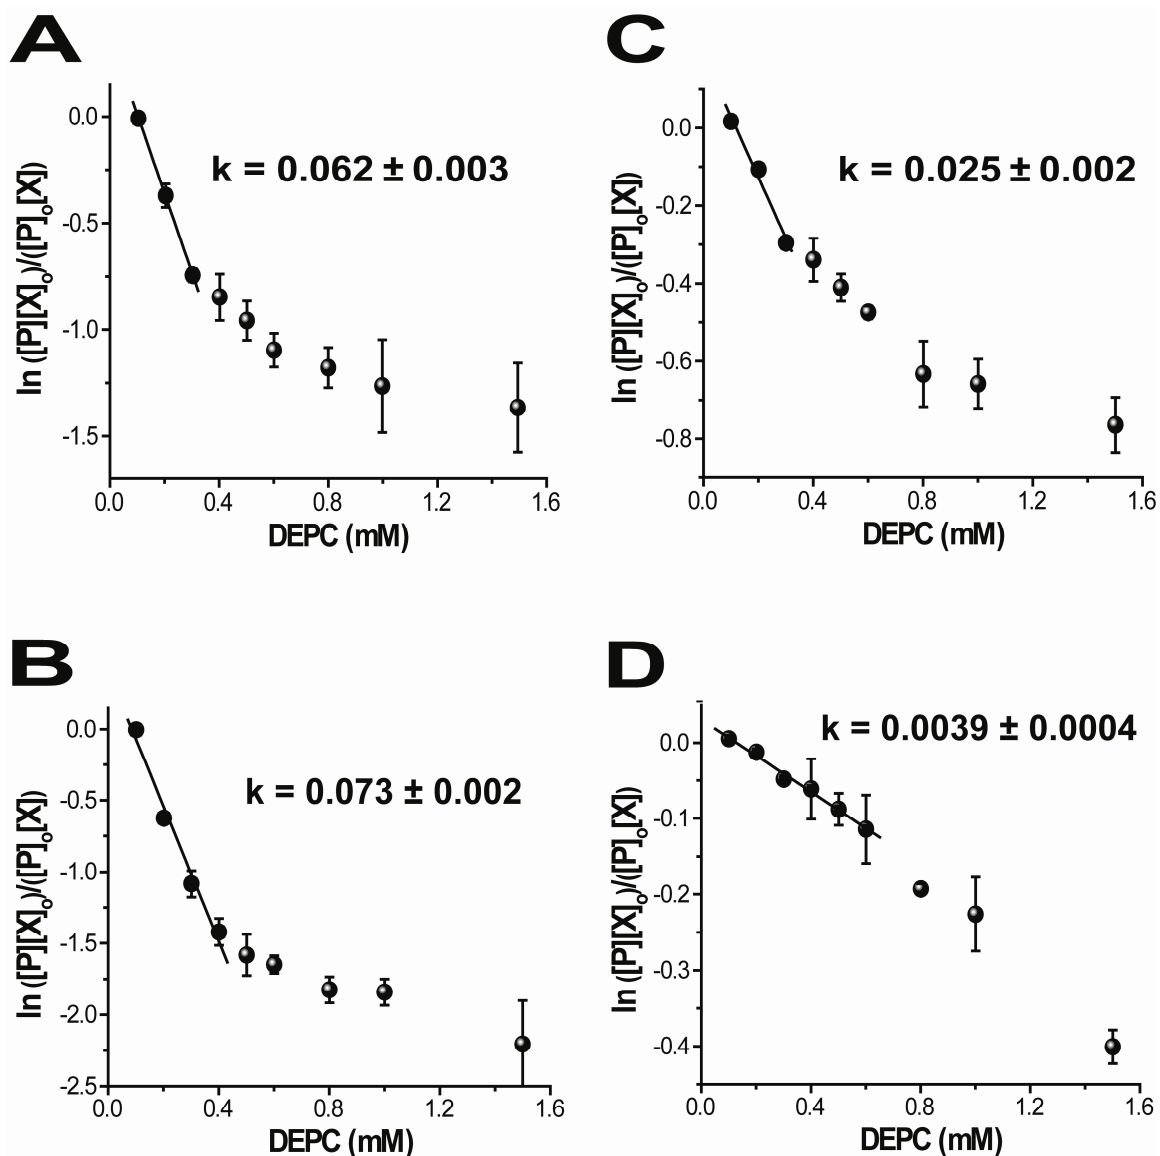 A
0.0
-0.5
-1.0
-1.5
ln ([P][X]o)/([P]o[X])
k = 0.062 ± 0.003
0.0 0.4 0.8 1.2 1.6
DEPC (mM)
C
0.0
-0.2
-0.4
-0.6
-0.8
ln ([P][X]o)/([P]o[X])
k = 0.025 ± 0.002
0.0 0.4 0.8 1.2 1.6
DEPC (mM)
B
0.0
-0.5
-1.0
-1.5
-2.0
-2.5
ln ([P][X]o)/([P]o[X])
k = 0.073 ± 0.002
0.0 0.4 0.8 1.2 1.6
DEPC (mM)
D
0.0
-0.1
-0.2
-0.3
-0.4
ln ([P][X]o)/([P]o[X])
k = 0.0039 ± 0.0004
0.0 0.4 0.8 1.2 1.6
DEPC (mM)